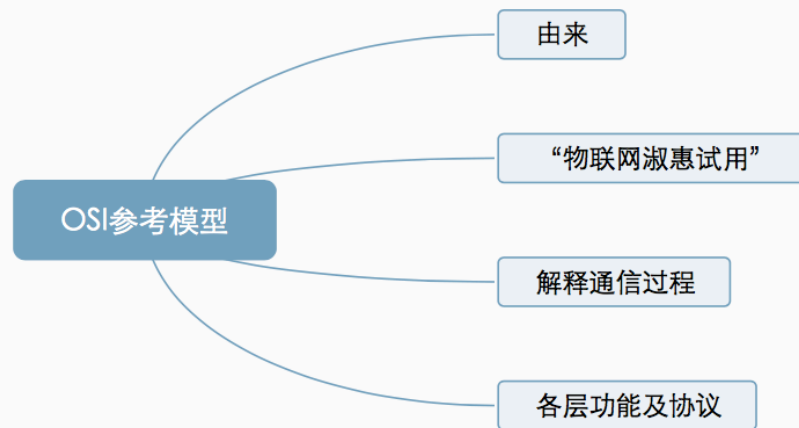 由来
“物联网淑惠试用”
OSI参考模型
解释通信过程
各层功能及协议